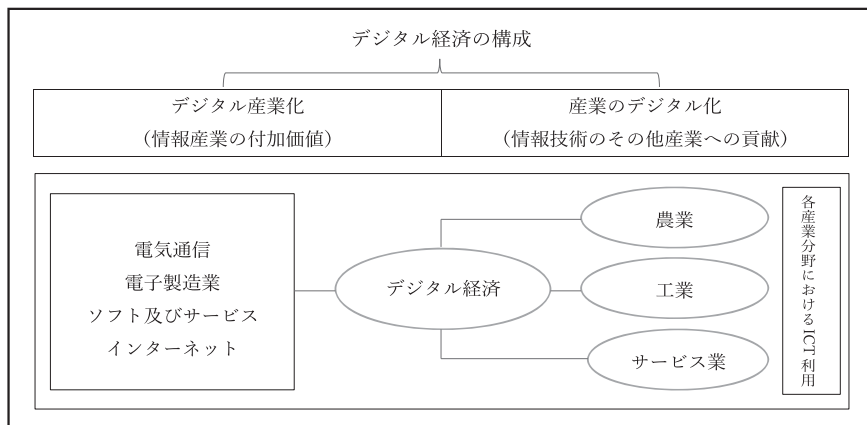 デジタル経済の構成
デジタル産業化
（情報産業の付加価値）
産業のデジタル化
（情報技術のその他産業への貢献）
電気通信
電子製造業
ソフト及びサービス
インターネット
デジタル経済
農業
工業
サービス業
各産業分野におけるICT利用